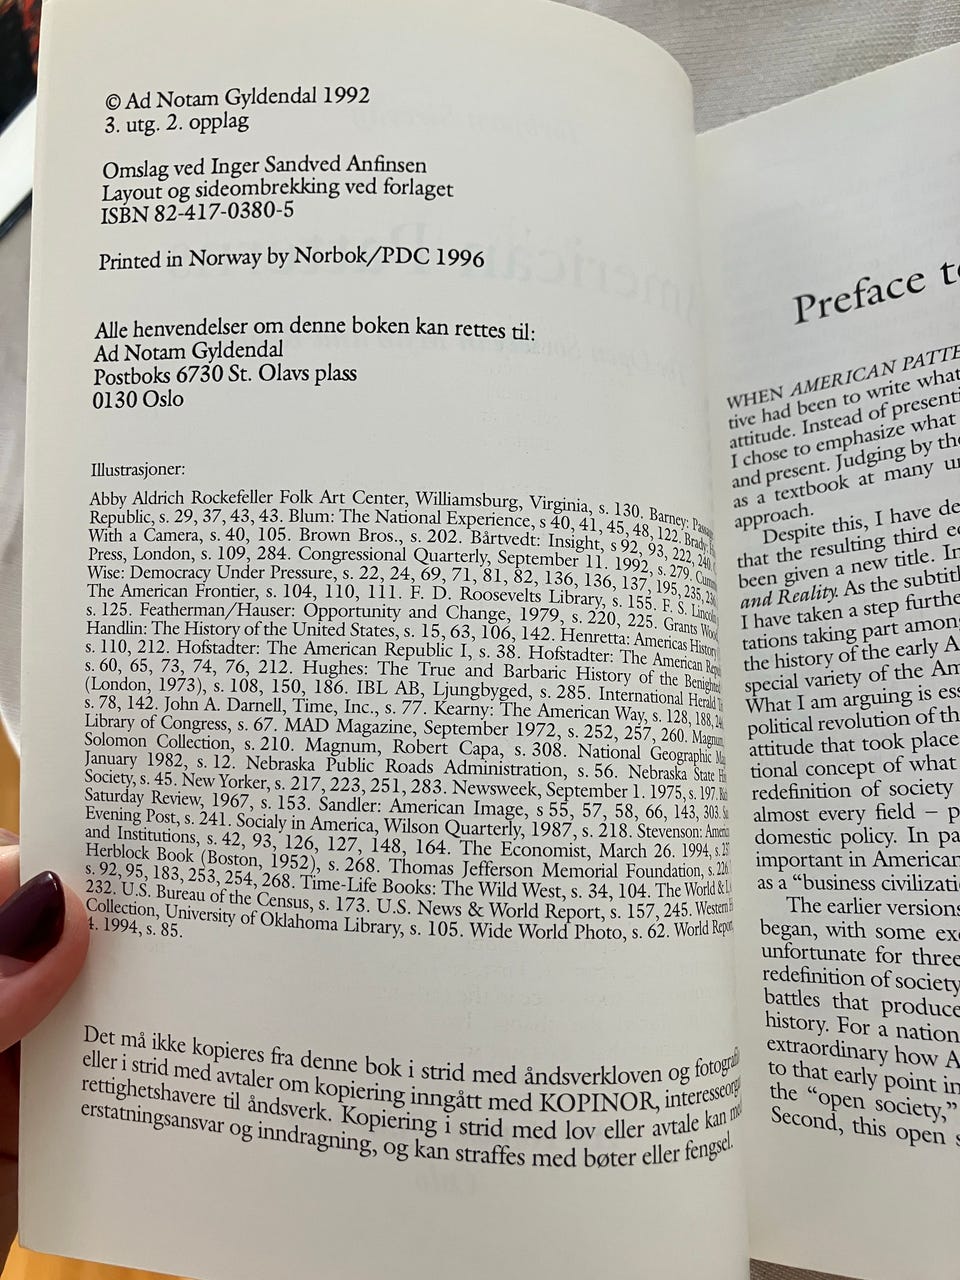 © Ad Notam Gyldendal 1992
3. utg. 2. opplag
Omslag ved Inger Sandved Anfinsen
Layout og sideombrekking ved forlaget
ISBN 82-417-0380-5
Printed in Norway by Norbok/PDC 1996
Alle henvendelser om denne boken kan rettes til:
Ad Notam Gyldendal
Postboks 6730 St. Olavs plass
0130 Oslo
Illustrasjoner:
Abby Aldrich Rockefeller Folk Art Center, Williamsburg, Virginia, s. 130. Barney:
Republic, s. 29, 37, 43, 43. Blum: The National Experience, s 40, 41, 45, 48, 122. Brady:
With a Camera, s. 40, 105. Brown Bros., s. 202. Bårtvedt: Insight, s 92, 93, 222, 240.
Press, London, s. 109, 284. Congressional Quarterly, September 11. 1992, s. 279.
Wise: Democracy Under Pressure, s. 22, 24, 69, 71, 81, 82, 136, 136, 137, 195, 235,
The American Frontier, s. 104, 110, 111. F. D. Roosevelts Library, s. 155. F. S. Lincoln
s. 125. Featherman/Hauser: Opportunity and Change, 1979, s. 220, 225. Grants Wood
Handlin: The History of the United States, s. 15, 63, 106, 142. Henretta: Americas History
s. 110, 212. Hofstadter: The American Republic I, s. 38. Hofstadter: The American
s. 60, 65, 73, 74, 76, 212. Hughes: The True and Barbaric History of the Benighted
(London, 1973), s. 108, 150, 186. IBL AB, Ljungbyged, s. 285. International Herald
s. 78, 142. John A. Darnell, Time, Inc., s. 77. Kearny: The American Way, s. 128, 188,
Library of Congress, s. 67. MAD Magazine, September 1972, s. 252, 257, 260. Magnum,
Solomon Collection, s. 210. Magnum, Robert Capa, s. 308. National Geographic
January 1982, s. 12. Nebraska Public Roads Administration, s. 56. Nebraska State
Society, s. 45. New Yorker, s. 217, 223, 251, 283. Newsweek, September 1. 1975, s. 197.
Saturday Review, 1967, s. 153. Sandler: American Image, s 55, 57, 58, 66, 143, 303.
Evening Post, s. 241. Socialy in America, Wilson Quarterly, 1987, s. 218. Stevenson:
and Institutions, s. 42, 93, 126, 127, 148, 164. The Economist, March 26. 1994, s.
Herblock Book (Boston, 1952), s. 268. Thomas Jefferson Memorial Foundation, s.
s. 92, 95, 183, 253, 254, 268. Time-Life Books: The Wild West, s. 34, 104. The World &
232. U.S. Bureau of the Census, s. 173. U.S. News & World Report, s. 157, 245. Western
Collection, University of Oklahoma Library, s. 105. Wide World Photo, s. 62. World Report,
4. 1994, s. 85.
Det må ikke kopieres fra denne bok i strid med åndsverkloven og
eller i strid med avtaler om kopiering inngått med KOPINOR,
rettighetshavere til åndsverk. Kopiering i strid med lov eller avtale kan
erstatningsansvar og inndragning, og kan straffes med bøter eller fengsel.
Preface
WHEN AMERICAN
tive had been to write what
attitude. Instead of
I chose to emphasize what
and present. Judging by
as a textbook at many
approach.
Despite this, I have
that the resulting third
been given a new title. In
and Reality. As the
I have taken a step
tations taking part
the history of the early
special variety of the
What I am arguing is
political revolution of
attitude that took place
tional concept of what
redefinition of society
almost every field – 
domestic policy. In
important in American
as a “business
The earlier versions
began, with some
unfortunate for three
redefinition of society
battles that
history. For a nation
extraordinary how
to that early point in
the “open society,”
Second, this open